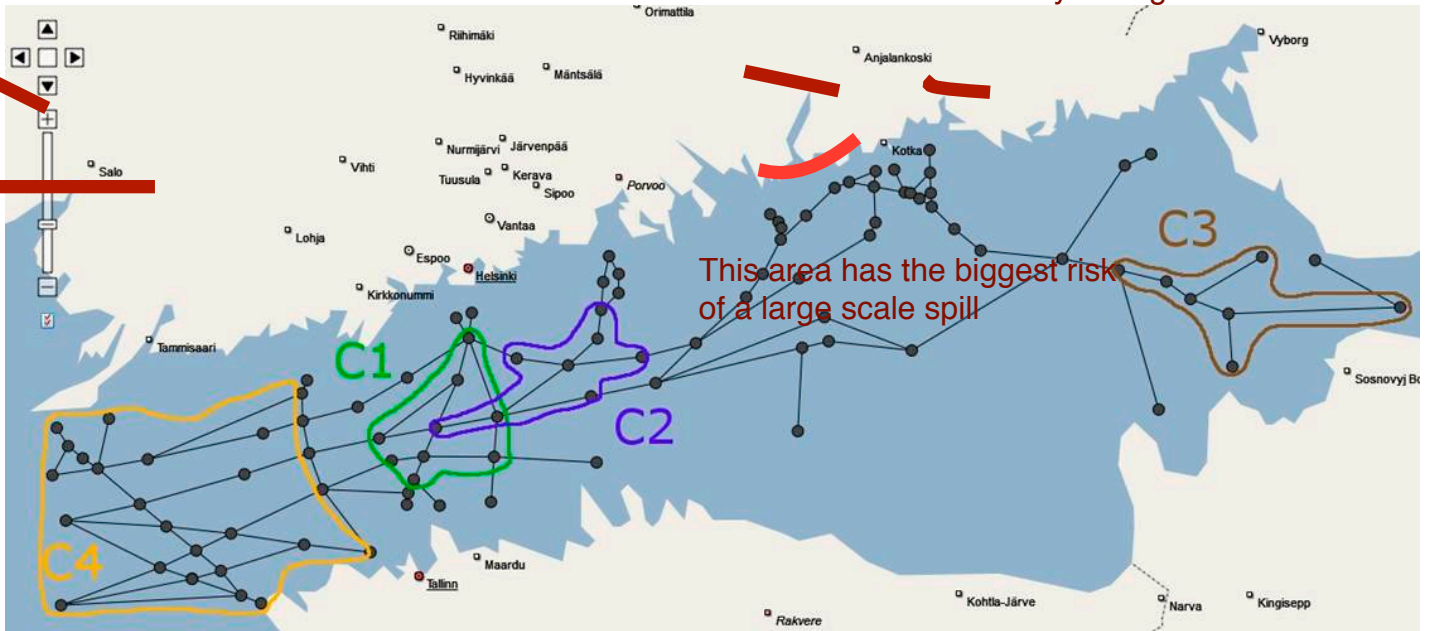 Orimattila
Riihimäki
Vyborg
Anjalankoski
Hyvinkää
Mäntsälä
Nurmijärvi
Järvenpää
Kotka
Salo
Vihti
Tuusula
Kerava
Sipoo
Porvoo
Vantaa
Lohja
C3
Espoo
Helsinki
This area has the biggest risk
of a large scale spill
Kirkkonummi
Tammisaari
C1
Sosnovyj Bo
C2
C4
Maardu
Tallinn
Kohtla-Järve
Narva
Kingisepp
Rakvere